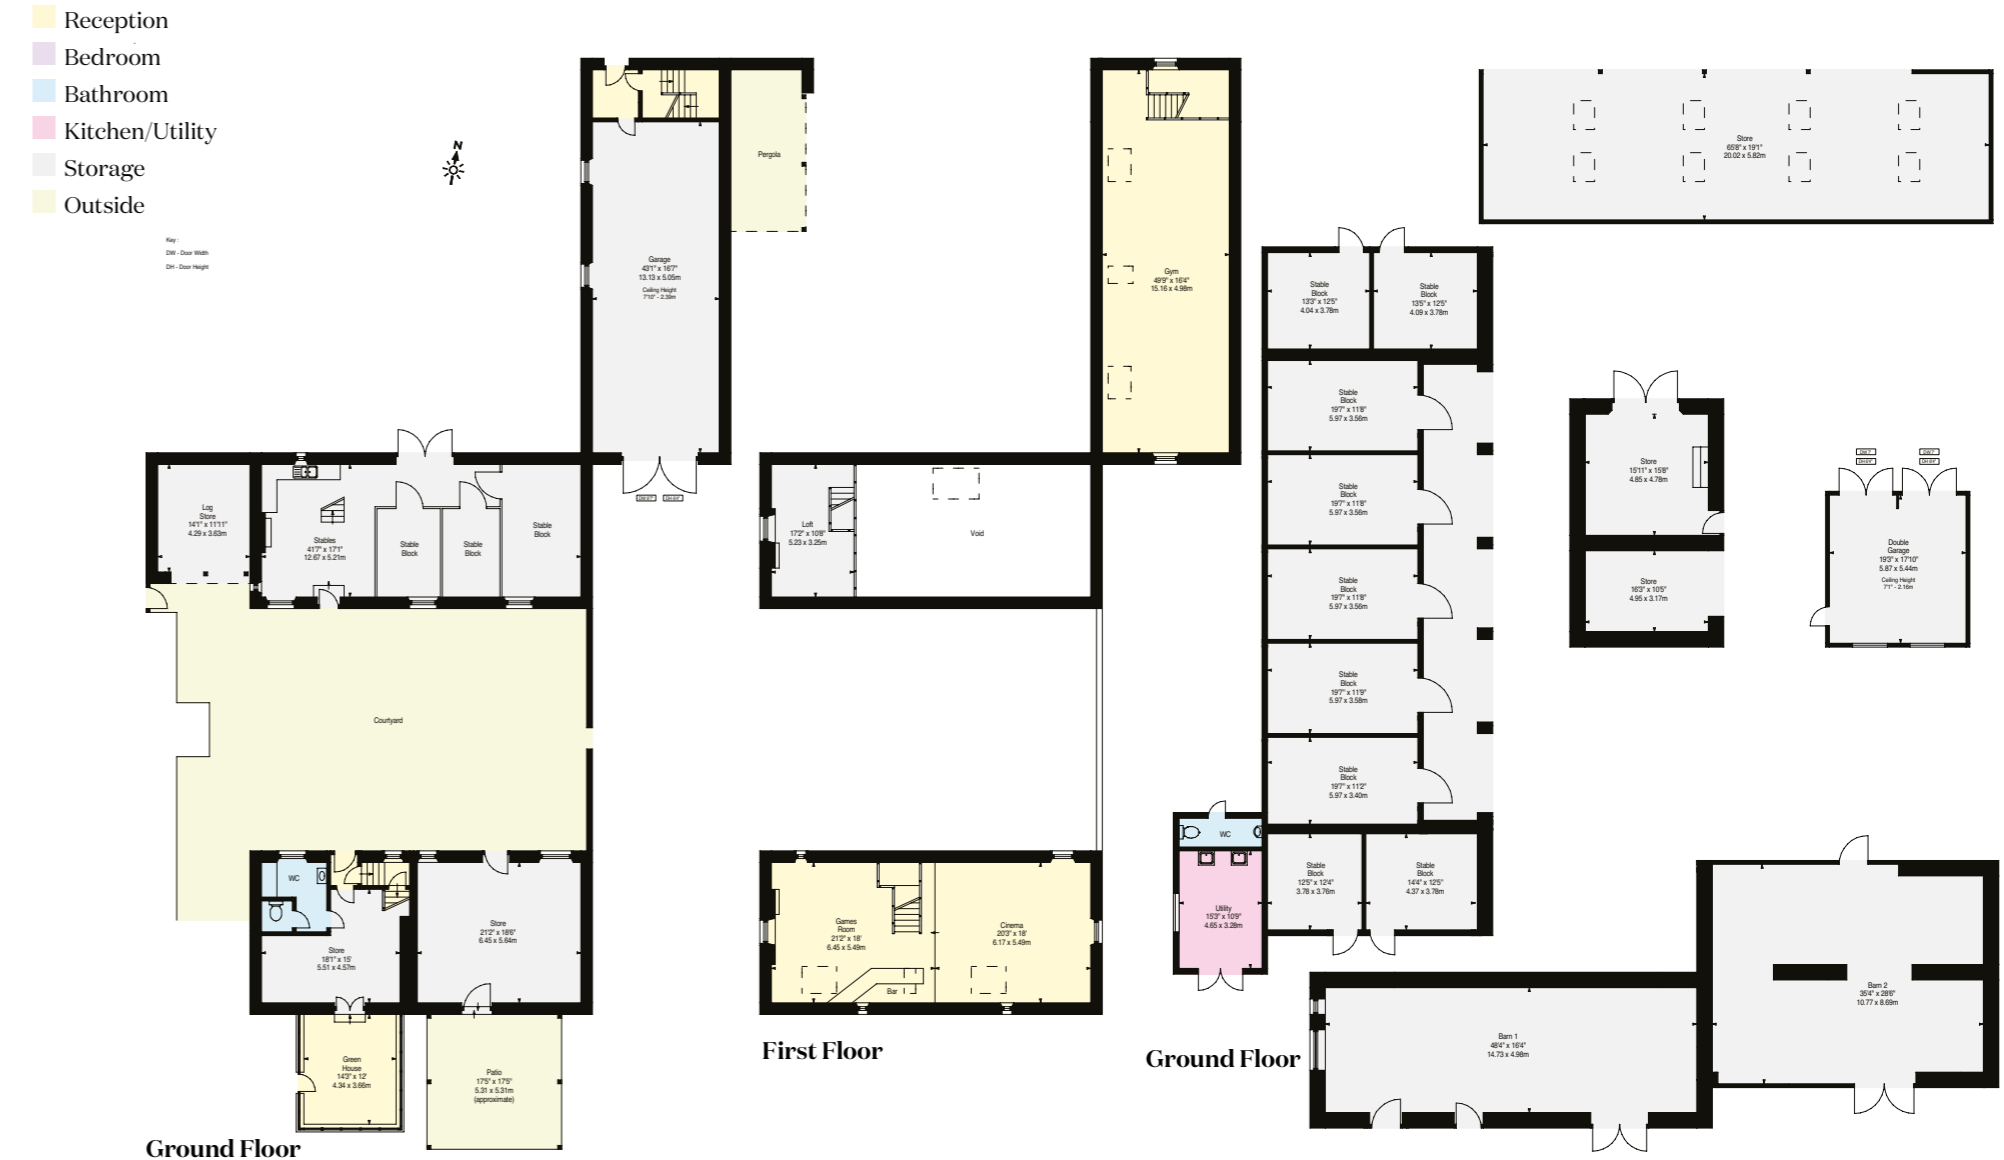 Reception
Bedroom
Bathroom
Kitchen/Utility
Storage
Outside
Key :
DW - Door Width
DH - Door Height
N
Pergola
Garage
43'1" x 16'7"
13.13 x 5.05m
Ceiling Height
7'10" - 2.39m
Gym
49'9" x 16'4"
15.16 x 4.98m
Store
65'8" x 19'1"
20.02 x 5.82m
Stable
Block
13'3" x 12'5"
4.04 x 3.78m
Stable
Block
13'5" x 12'5"
4.09 x 3.78m
Stable
Block
19'7" x 11'8"
5.97 x 3.56m
Stable
Block
19'7" x 11'8"
5.97 x 3.56m
Stable
Block
19'7" x 11'8"
5.97 x 3.56m
Stable
Block
19'7" x 11'9"
5.97 x 3.58m
Stable
Block
19'7" x 11'2"
5.97 x 3.40m
Store
15'11" x 15'8"
4.85 x 4.78m
Store
16'3" x 10'5"
4.95 x 3.17m
Double
Garage
19'3" x 17'10"
5.87 x 5.44m
Ceiling Height
7'1" - 2.16m
Log
Store
14'1" x 11'11"
4.29 x 3.63m
Stables
41'7" x 17'1"
12.67 x 5.21m
Stable
Block
Stable
Block
Stable
Block
Loft
17'2" x 10'8"
5.23 x 3.25m
Void
Courtyard
WC
Store
18'1" x 15'
5.51 x 4.57m
Store
21'2" x 18'6"
6.45 x 5.64m
Games
Room
21'2" x 18'
6.45 x 5.49m
Bar
Cinema
20'3" x 18'
6.17 x 5.49m
WC
Utility
15'3" x 10'9"
4.65 x 3.28m
Stable
Block
12'5" x 12'4"
3.78 x 3.76m
Stable
Block
14'4" x 12'5"
4.37 x 3.78m
Barn 2
35'4" x 28'6"
10.77 x 8.69m
Barn 1
48'4" x 16'4"
14.73 x 4.98m
Green
House
14'3" x 12'
4.34 x 3.66m
Patio
17'5" x 17'5"
5.31 x 5.31m
(approximate)
First Floor
Ground Floor
Ground Floor